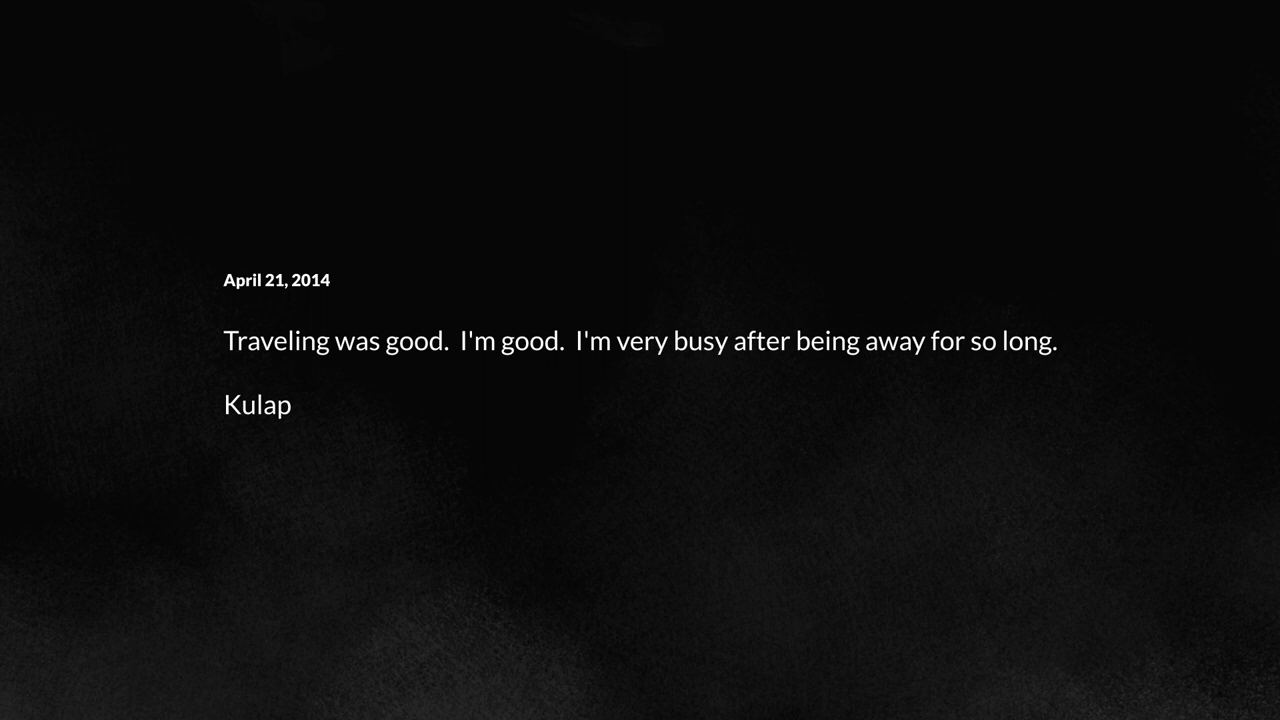 April 21, 2014
Traveling was good.  I'm good.  I'm very busy after being away for so long.
Kulap